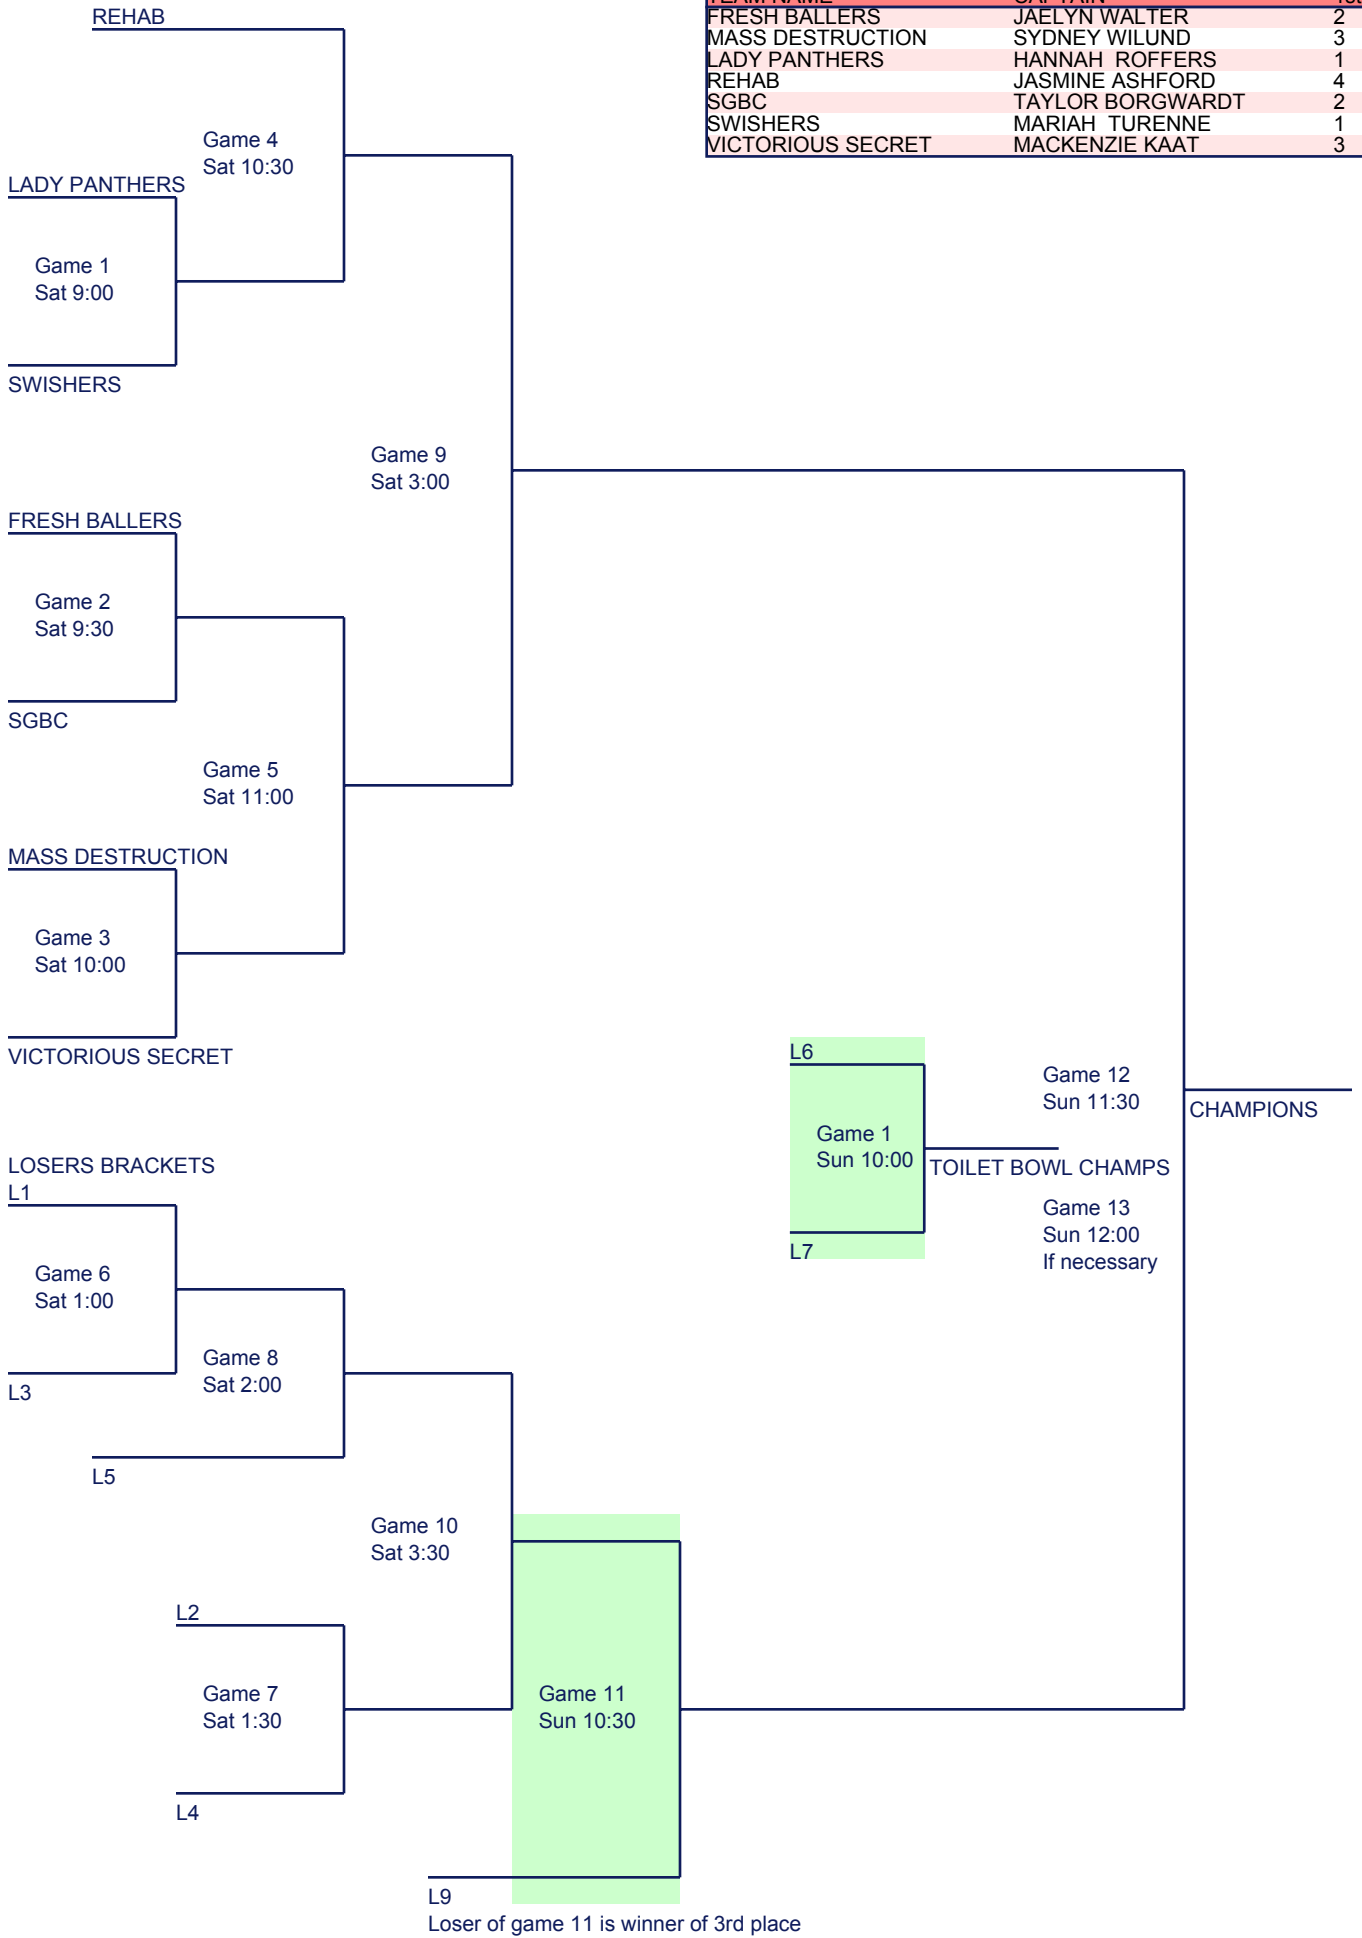 REHAB
FRESH BALLERS JAELYN WALTER 2
MASS DESTRUCTION SYDNEY WILUND 3
LADY PANTHERS HANNAH ROFFERS 1
REHAB JASMINE ASHFORD 4
SGBC TAYLOR BORGWARDT 2
SWISHERS MARIAH TURENNE 1
VICTORIOUS SECRET MACKENZIE KAAT 3
Game 4
Sat 10:30
LADY PANTHERS
Game 1
Sat 9:00
SWISHERS
Game 9
Sat 3:00
FRESH BALLERS
Game 2
Sat 9:30
SGBC
Game 5
Sat 11:00
MASS DESTRUCTION
Game 3
Sat 10:00
VICTORIOUS SECRET
L6
Game 12
Sun 11:30
CHAMPIONS
Game 1
Sun 10:00
TOILET BOWL CHAMPS
Game 13
Sun 12:00
If necessary
L7
LOSERS BRACKETS
L1
Game 6
Sat 1:00
L3
Game 8
Sat 2:00
L5
Game 10
Sat 3:30
L2
Game 7
Sat 1:30
L4
Game 11
Sun 10:30
L9
Loser of game 11 is winner of 3rd place